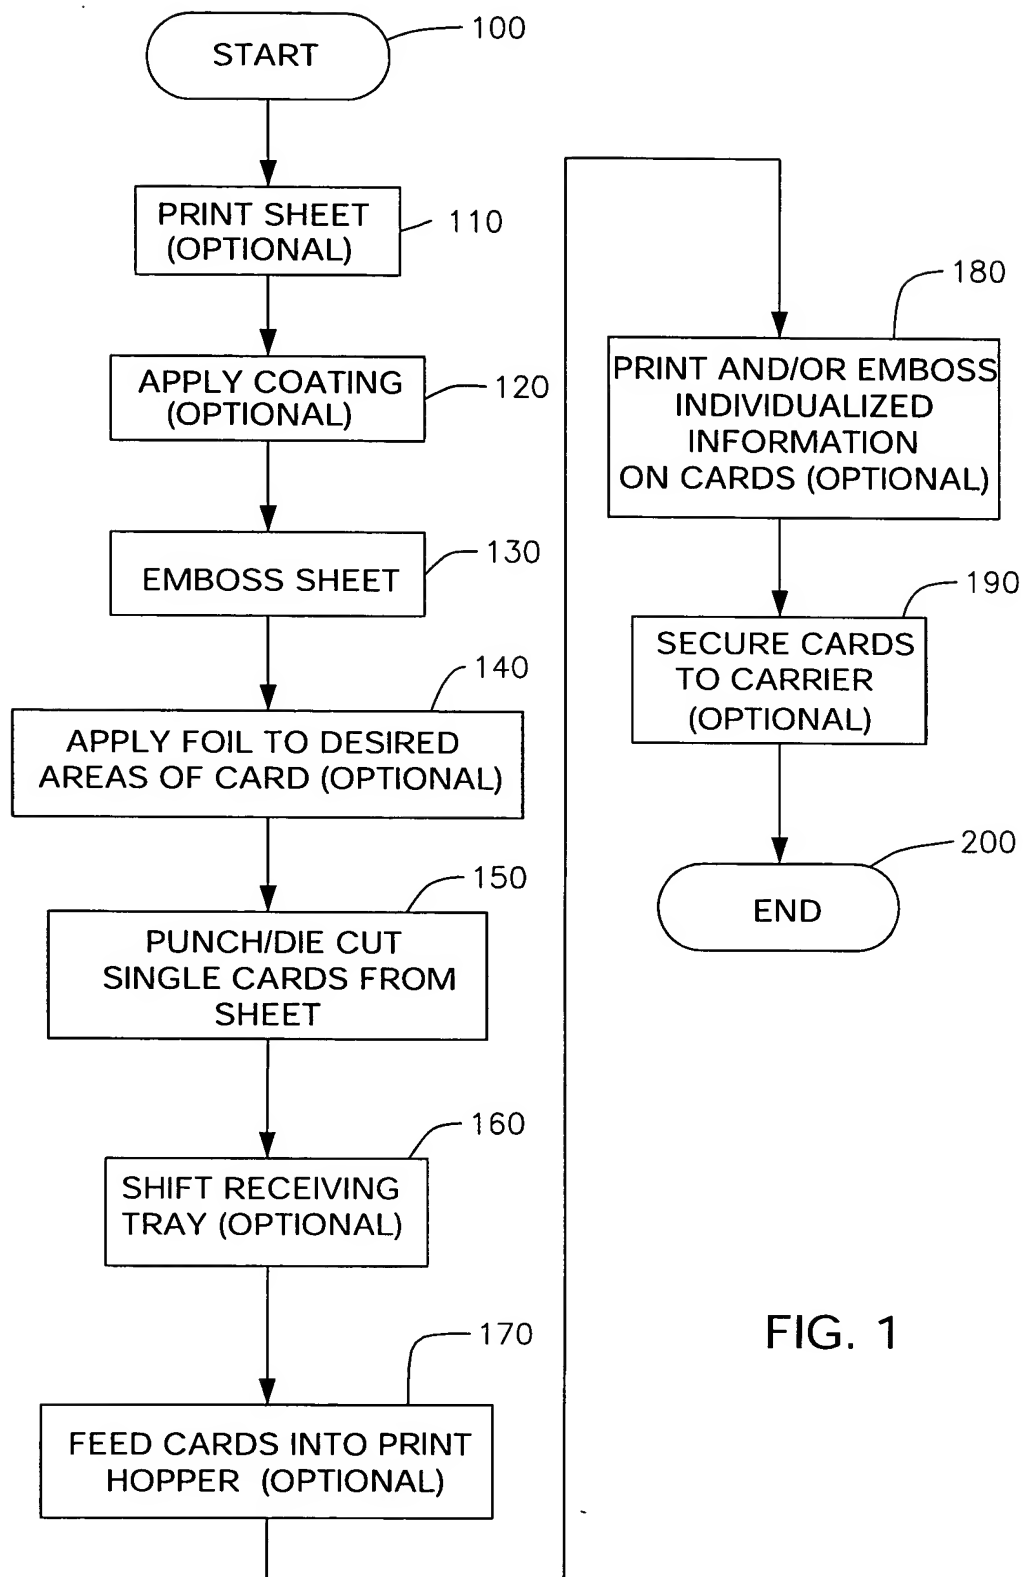 100
START
PRINT SHEET
(OPTIONAL)
110
APPLY COATING
(OPTIONAL)
120
EMBOSS SHEET
130
140
APPLY FOIL TO DESIRED
AREAS OF CARD (OPTIONAL)
150
PUNCH/DIE CUT
SINGLE CARDS FROM
SHEET
160
SHIFT RECEIVING
TRAY (OPTIONAL)
170
FEED CARDS INTO PRINT
HOPPER (OPTIONAL)
180
PRINT AND/OR EMBOSS
INDIVIDUALIZED
INFORMATION
ON CARDS (OPTIONAL)
190
SECURE CARDS
TO CARRIER
(OPTIONAL)
200
END
FIG. 1